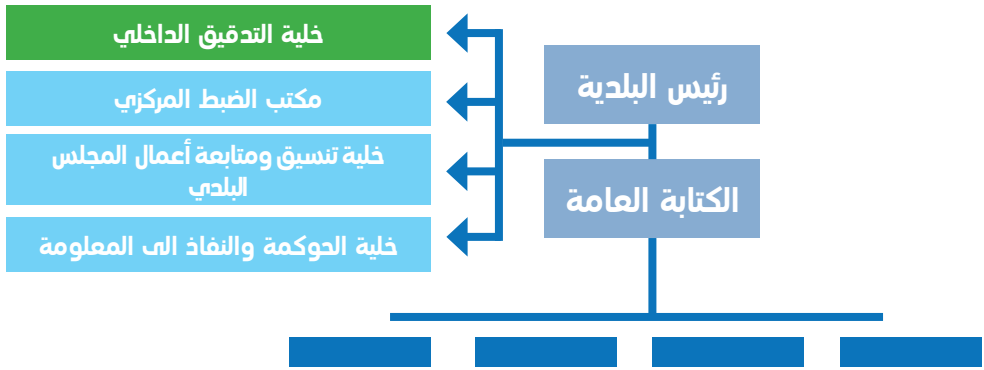 رئيس البلدية
الكتابة العامة
خلية التدقيق الداخلي
مكتب الضبط المركزي
خلية تنسيق ومتابعة أعمال المجلس
البلدي
خلية الحوكمة والنفاذ الى المعلومة